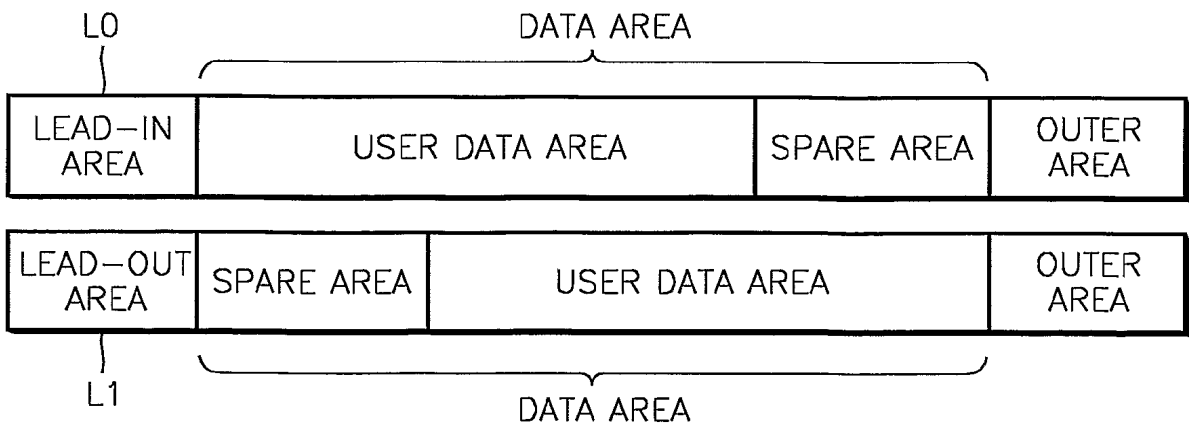 L0
DATA AREA
LEAD-IN
AREA
USER DATA AREA
SPARE AREA
OUTER
AREA
LEAD-OUT
AREA
SPARE AREA
USER DATA AREA
OUTER
AREA
L1
DATA AREA